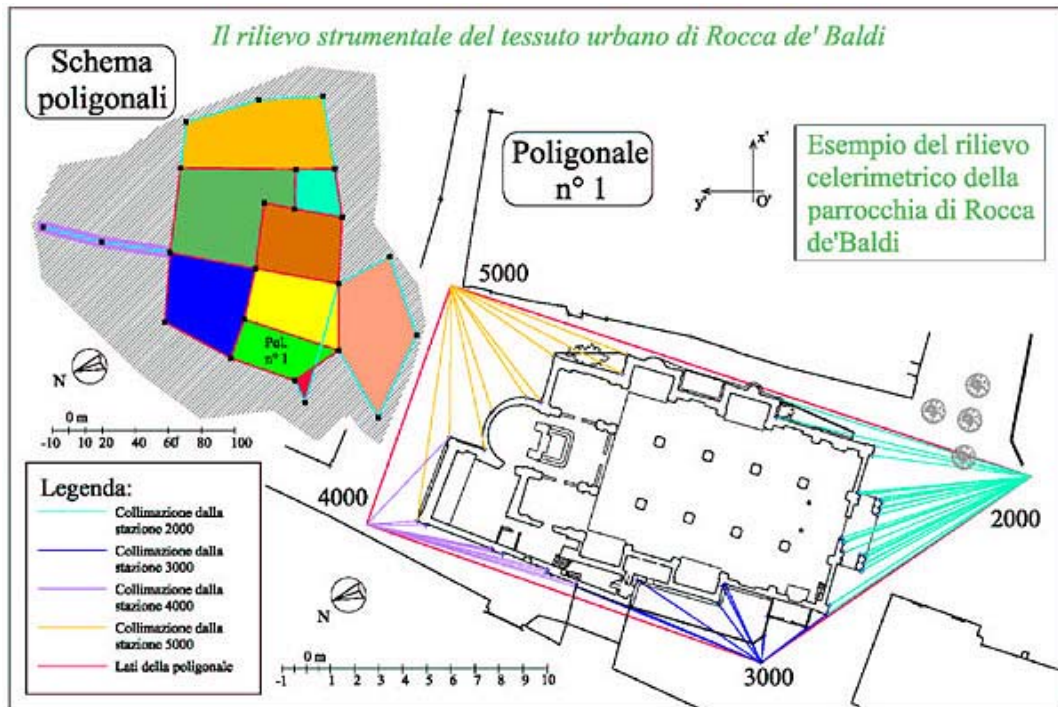 Il rilievo strumentale del tessuto urbano di Rocca de' Baldi
Schema
poligonali
Poligonale
n° 1
x'
y'
O'
Esempio del rilievo
celerimetrico della
parrocchia di Rocca
de'Baldi
5000
Pol.
n° 1
N
0 m
-10 10 20 40 60 80 100
Legenda:
Collimazione dalla
stazione 2000
Collimazione dalla
stazione 3000
Collimazione dalla
stazione 4000
Collimazione dalla
stazione 5000
Lati della poligonale
4000
2000
N
0 m
-1 1 2 3 4 5 6 7 8 9 10
3000